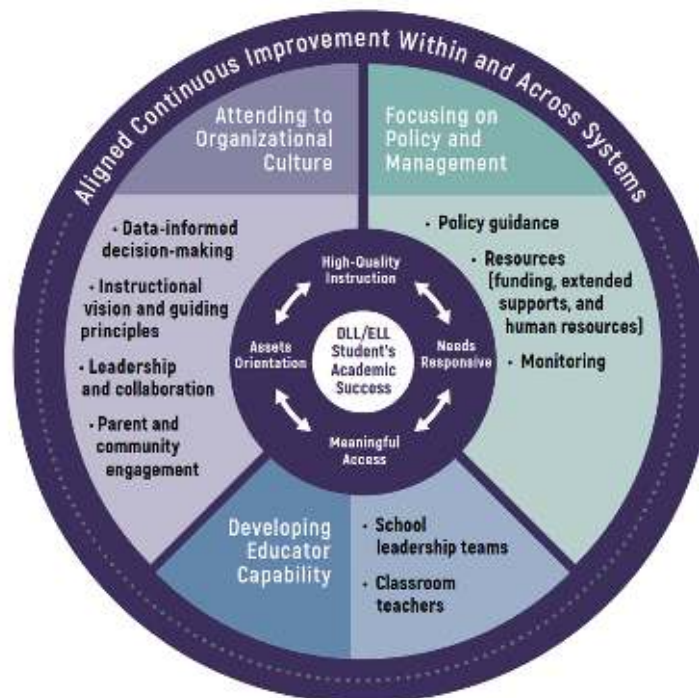 Aligned Continuous Improvement Within and Across Systems
Attending to
Organizational
Culture
• Data-informed
decision-making
• Instructional
vision and guiding
principles
• Leadership
and collaboration
• Parent and
community
engagement
Focusing on
Policy and
Management
• Policy guidance
• Resources
(funding, extended
supports, and
human resources)
• Monitoring
High-Quality
Instruction
Assets
Orientation
DLL/ELL
Student's
Academic
Success
Needs
Responsive
Meaningful
Access
Developing
Educator
Capability
• School
leadership teams
• Classroom
teachers